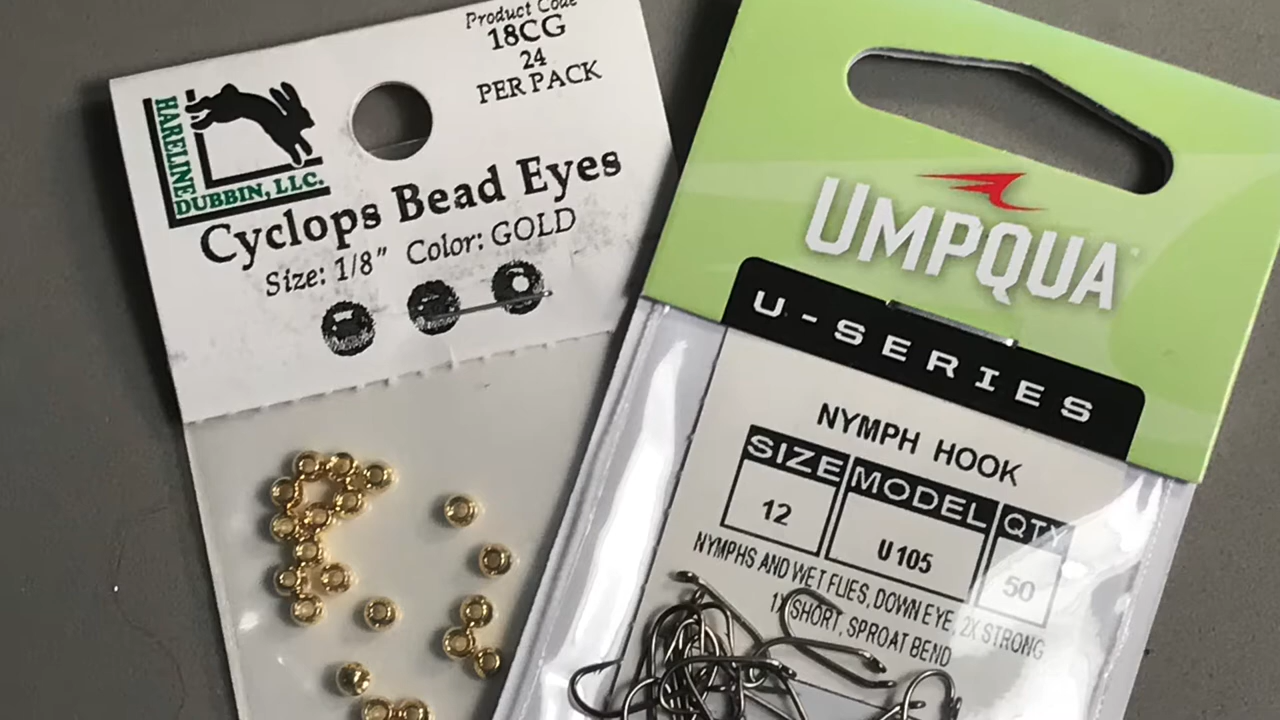 Product Code
18CG
24
PER PACK
HARELINE
DUBBIN, LLC.
Cyclops Bead Eyes
Size: 1/8" Color: GOLD
UMPQUA
U-SERIES
NYMPH HOOK
SIZE MODEL QTY
12 U105 50
NYMPHS AND WET FLIES, DOWN EYE, 2X STRONG
1X SHORT, SPROAT BEND